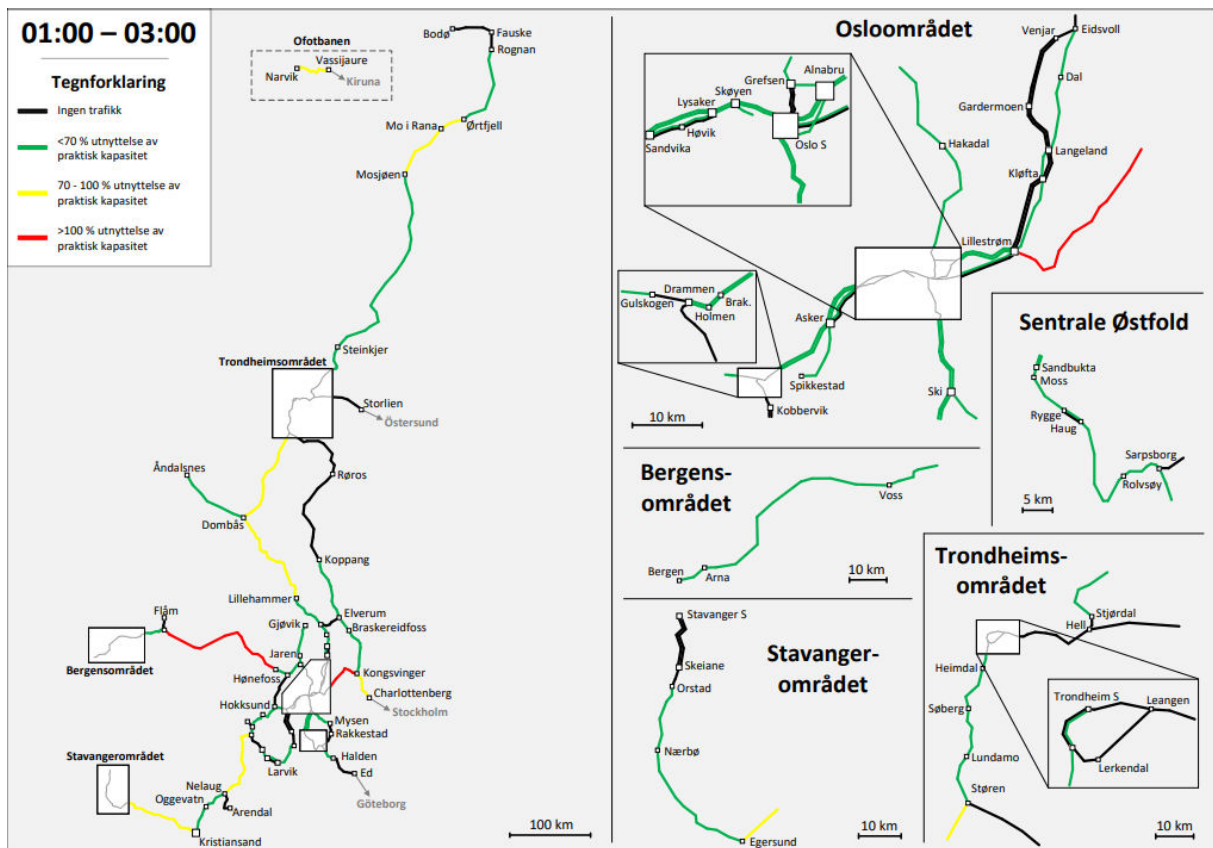 01:00 – 03:00
Tegnforklaring
Ingen trafikk
<70 % utnyttelse av
praktisk kapasitet
70 - 100 % utnyttelse av
praktisk kapasitet
>100 % utnyttelse av
praktisk kapasitet
Ofotbanen
Vassijaure
Narvik
Kiruna
Bodø
Fauske
Rognan
Mo i Rana
Ørtfjell
Mosjøen
Steinkjer
Trondheimsområdet
Storlien
Östersund
Åndalsnes
Røros
Dombås
Koppang
Lillehammer
Elverum
Flåm
Gjøvik
Braskereidfoss
Bergensområdet
Jaren
Hønefoss
Kongsvinger
Charlottenberg
Stockholm
Hokksund
Mysen
Rakkestad
Stavangerområdet
Halden
Larvik
Ed
Nelaug
Oggevatn
Arendal
Göteborg
Kristiansand
100 km
Osloområdet
Venjar
Eidsvoll
Dal
Gardermoen
Langeland
Kløfta
Hakadal
Lillestrøm
Grefsen
Alnabru
Skøyen
Lysaker
Høvik
Sandvika
Oslo S
Drammen
Gulskogen
Brak.
Holmen
Asker
Spikkestad
Kobbervik
Ski
10 km
Sentrale Østfold
Sandbukta
Moss
Rygge
Haug
Sarpsborg
Rolvsøy
5 km
Bergens-
området
Voss
Bergen
Arna
10 km
Stavanger-
området
Stavanger S
Skeiane
Orstad
Nærbø
Egersund
10 km
Trondheims-
området
Stjørdal
Hell
Heimdal
Søberg
Lundamo
Støren
Trondheim S
Leangen
Lerkendal
10 km